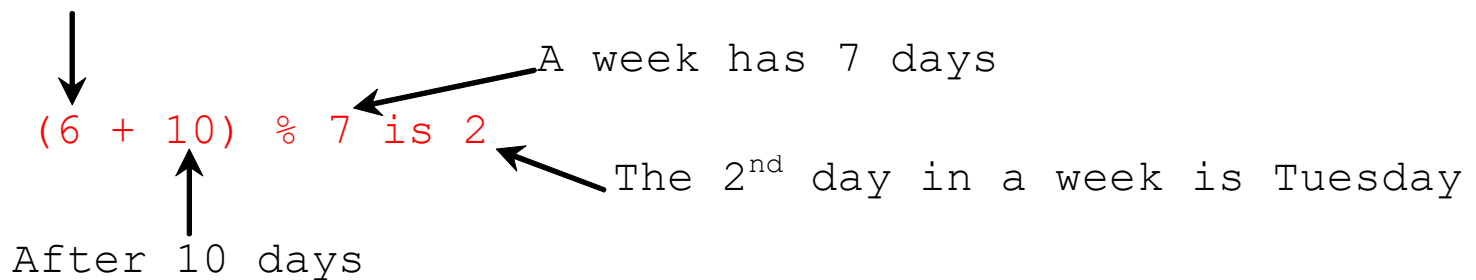 A week has 7 days
(6 + 10) % 7 is 2
The 2nd day in a week is Tuesday
After 10 days